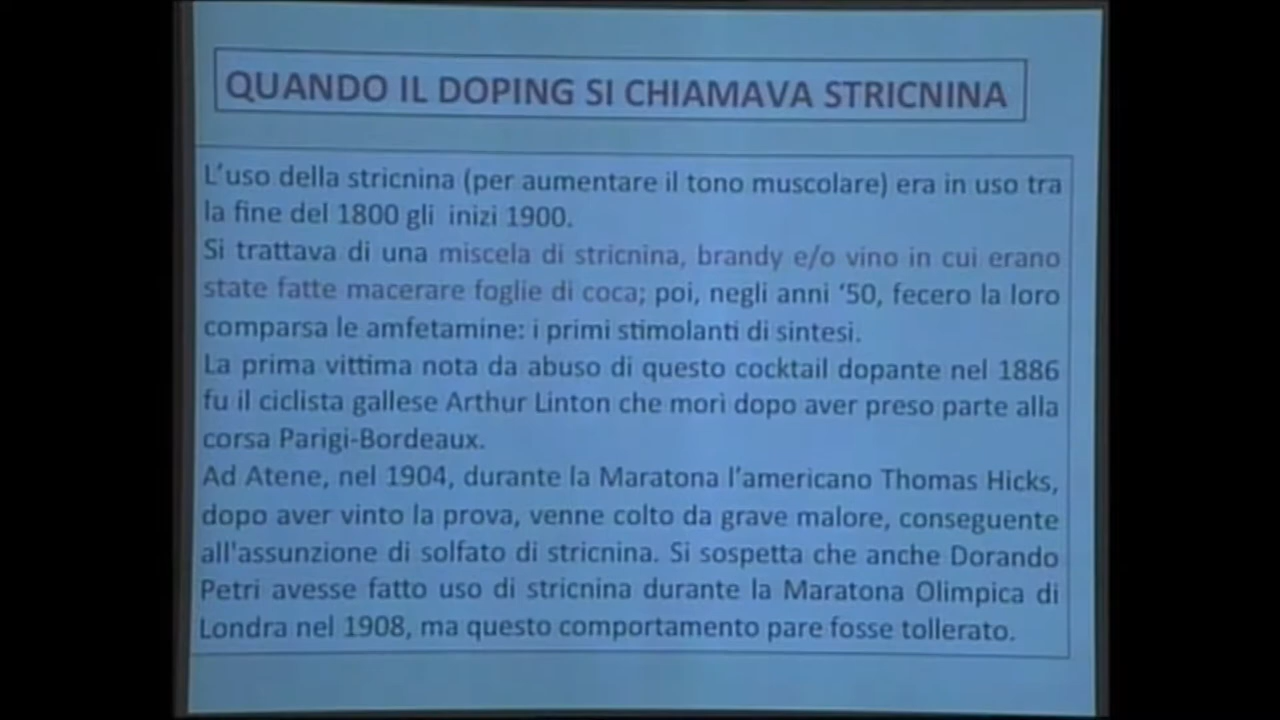 QUANDO IL DOPING SI CHIAMAVA STRICNINA
L'uso della stricnina (per aumentare il tono muscolare) era in uso tra
la fine del 1800 gli inizi 1900.
Si trattava di una miscela di stricnina, brandy e/o vino in cui erano
state fatte macerare foglie di coca; poi, negli anni '50, fecero la loro
comparsa le amfetamine: i primi stimolanti di sintesi.
La prima vittima nota da abuso di questo cocktail dopante nel 1886
fu il ciclista gallese Arthur Linton che morì dopo aver preso parte alla
corsa Parigi-Bordeaux.
Ad Atene, nel 1904, durante la Maratona l'americano Thomas Hicks,
dopo aver vinto la prova, venne colto da grave malore, conseguente
all'assunzione di solfato di stricnina. Si sospetta che anche Dorando
Petri avesse fatto uso di stricnina durante la Maratona Olimpica di
Londra nel 1908, ma questo comportamento pare fosse tollerato.